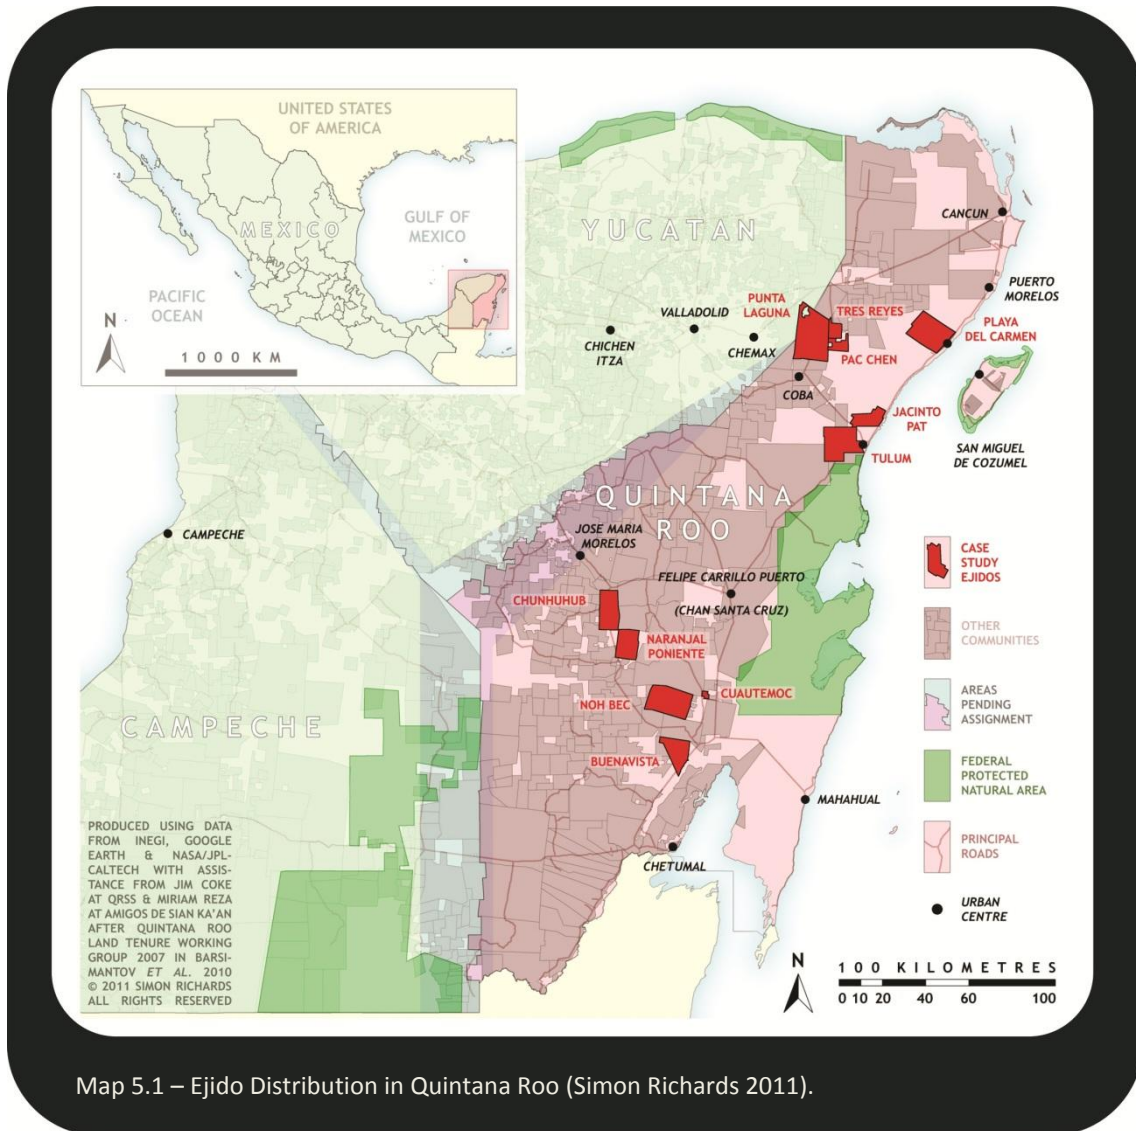 UNITED STATES
OF AMERICA
GULF OF
MEXICO
MEXICO
PACIFIC
OCEAN
N
1000 KM
YUCATAN
CANCUN
PUERTO
MORELOS
PUNTA
LAGUNA
TRES REYES
VALLADOLID
CHICHEN
ITZA
CHEMAX
PLAYA
DEL CARMEN
PAC CHEN
COBA
JACINTO
PAT
SAN MIGUEL
DE COZUMEL
TULUM
QUINTANA
ROO
CAMPECHE
JOSE MARIA
MORELOS
FELIPE CARRILLO PUERTO
(CHAN SANTA CRUZ)
CHUNHUHUB
NARANJAL
PONIENTE
NOH BEC
CUAUTEMOC
CAMPECHE
BUENAVISTA
MAHAHUAL
CHETUMAL
CASE
STUDY
EJIDOS
OTHER
COMMUNITIES
AREAS
PENDING
ASSIGNMENT
FEDERAL
PROTECTED
NATURAL AREA
PRINCIPAL
ROADS
URBAN
CENTRE
PRODUCED USING DATA
FROM INEGI, GOOGLE
EARTH & NASA/JPL-
CALTECH WITH ASSIS-
TANCE FROM JIM COKE
AT QRSS & MIRIAM REZA
AT AMIGOS DE SIAN KA'AN
AFTER QUINTANA ROO
LAND TENURE WORKING
GROUP 2007 IN BARSI-
MANTOV ET AL. 2010
© 2011 SIMON RICHARDS
ALL RIGHTS RESERVED
N
100 KILOMETRES
0 10 20 40 60 100
Map 5.1 – Ejido Distribution in Quintana Roo (Simon Richards 2011).